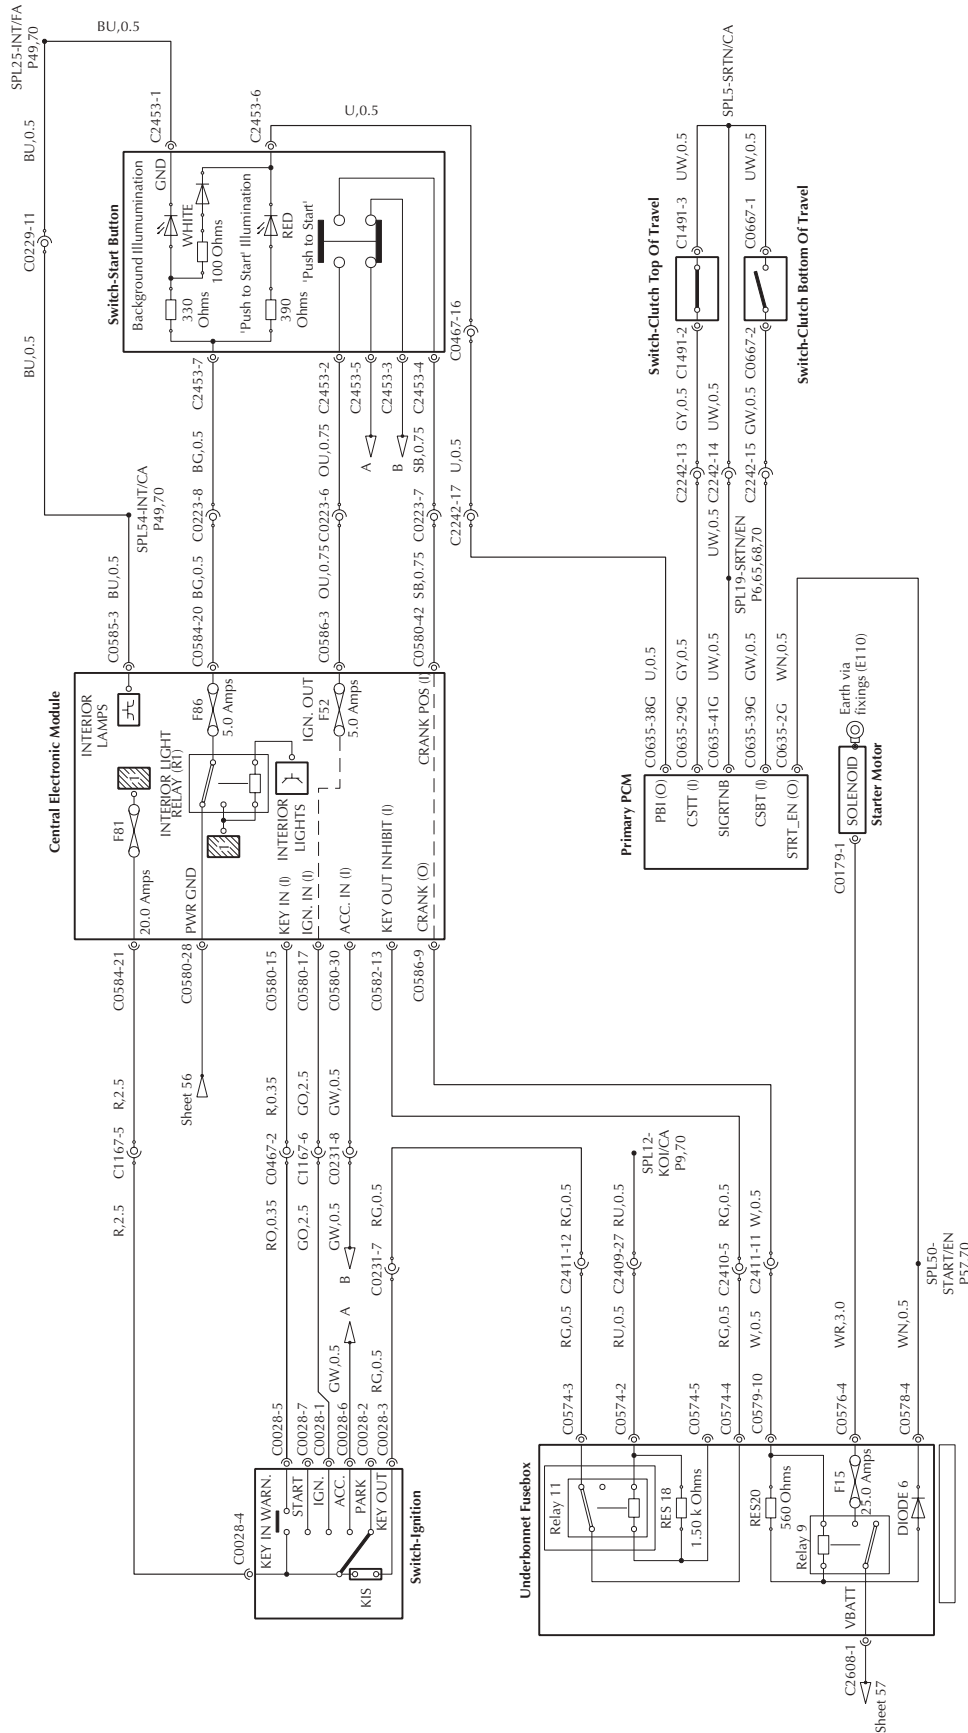 SPL25-INT/FA
P49,70
BU,0.5
BU,0.5
C0229-11
BU,0.5
SPL54-INT/CA
P49,70
C0585-3 BU,0.5
C2453-1
C2453-6
U,0.5
Switch-Start Button
Background Illumumination
GND
WHITE
330
Ohms
100 Ohms
'Push to Start' Illumination
RED
390
Ohms
'Push to Start'
C2453-7
C2453-2
C2453-5
C2453-3
C2453-4
A
B
C0467-16
U,0.5
C2242-17
C0584-20 BG,0.5 C0223-8 BG,0.5
C0586-3 OU,0.75 C0223-6 OU,0.75
C0580-42 SB,0.75 C0223-7 SB,0.75
Central Electronic Module
INTERIOR
LAMPS
F81
20.0 Amps
11
F86
5.0 Amps
INTERIOR LIGHT
RELAY (R1)
1
INTERIOR
LIGHTS
IGN. OUT
F52
5.0 Amps
CRANK POS (I)
PWR GND
KEY IN (I)
IGN. IN (I)
ACC. IN (I)
KEY OUT INHIBIT (I)
CRANK (O)
C0584-21
C0580-28
C0580-15
C0580-17
C0580-30
C0582-13
C0586-9
Sheet 56
R,2.5 C1167-5 R,2.5
RO,0.35 C0467-2 R,0.35
GO,2.5 C1167-6 GO,2.5
GW,0.5 C0231-8 GW,0.5
B
A
GW,0.5
RG,0.5 C0231-7 RG,0.5
Switch-Ignition
C0028-4
KEY IN WARN.
START
IGN.
ACC.
PARK
KEY OUT
KIS
C0028-5
C0028-7
C0028-1
C0028-6
C0028-2
C0028-3
Switch-Clutch Top Of Travel
C1491-3 UW,0.5
C2242-13 GY,0.5 C1491-2
SPL5-SRTN/CA
UW,0.5 C2242-14 UW,0.5
SPL19-SRTN/EN
P6,65,68,70
C2242-15 GW,0.5 C0667-2
C0667-1 UW,0.5
Switch-Clutch Bottom Of Travel
Primary PCM
PBI (O)
CSTT (I)
SIGRTNB
CSBT (I)
STRT_EN (O)
C0635-38G U,0.5
C0635-29G GY,0.5
C0635-41G UW,0.5
C0635-39G GW,0.5
C0635-2G WN,0.5
SOLENOID
Starter Motor
Earth via
fixings (E110)
C0179-1
Underbonnet Fusebox
Relay 11
RES 18
1.50 k Ohms
RES20
560 Ohms
Relay 9
F15
25.0 Amps
DIODE 6
VBATT
C2608-1
Sheet 57
C0574-3
C0574-2
C0574-5
C0574-4
C0579-10
C0576-4
C0578-4
RG,0.5 C2411-12 RG,0.5
RU,0.5 C2409-27 RU,0.5
SPL12-
KOI/CA
P9,70
RG,0.5 C2410-5 RG,0.5
W,0.5 C2411-11 W,0.5
WR,3.0
WN,0.5
SPL50-
START/EN
P57,70